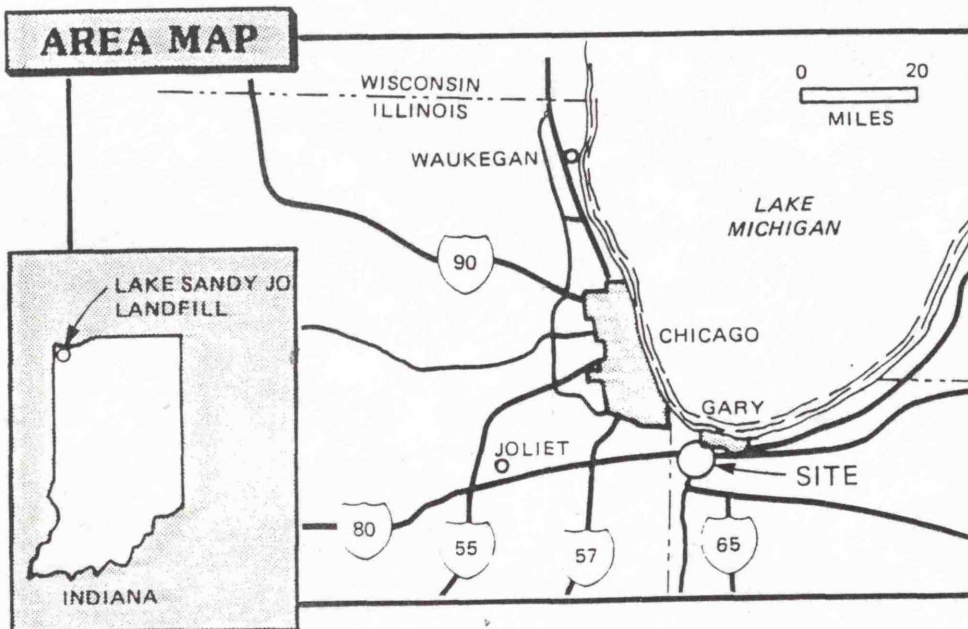 AREA MAP
WISCONSIN
ILLINOIS
0 20
MILES
WAUKEGAN
LAKE
MICHIGAN
90
LAKE SANDY JO
LANDFILL
CHICAGO
GARY
JOLIET
SITE
80
55
57
65
INDIANA